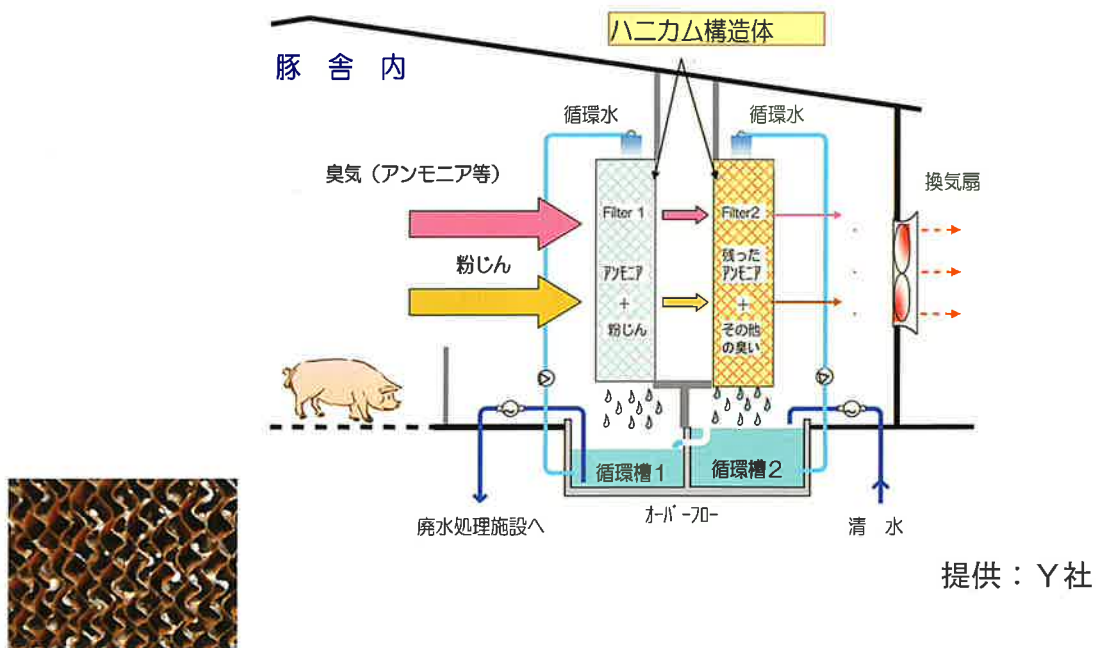 ハニカム構造体
豚 舎 内
循環水
循環水
臭気（アンモニア等）
換気扇
Filter 1
Filter2
粉じん
アンモニア
+
粉じん
残った
アンモニア
+
その他
の臭い
循環槽1
循環槽2
オーバーフロー
廃水処理施設へ
清 水
提供：Y社